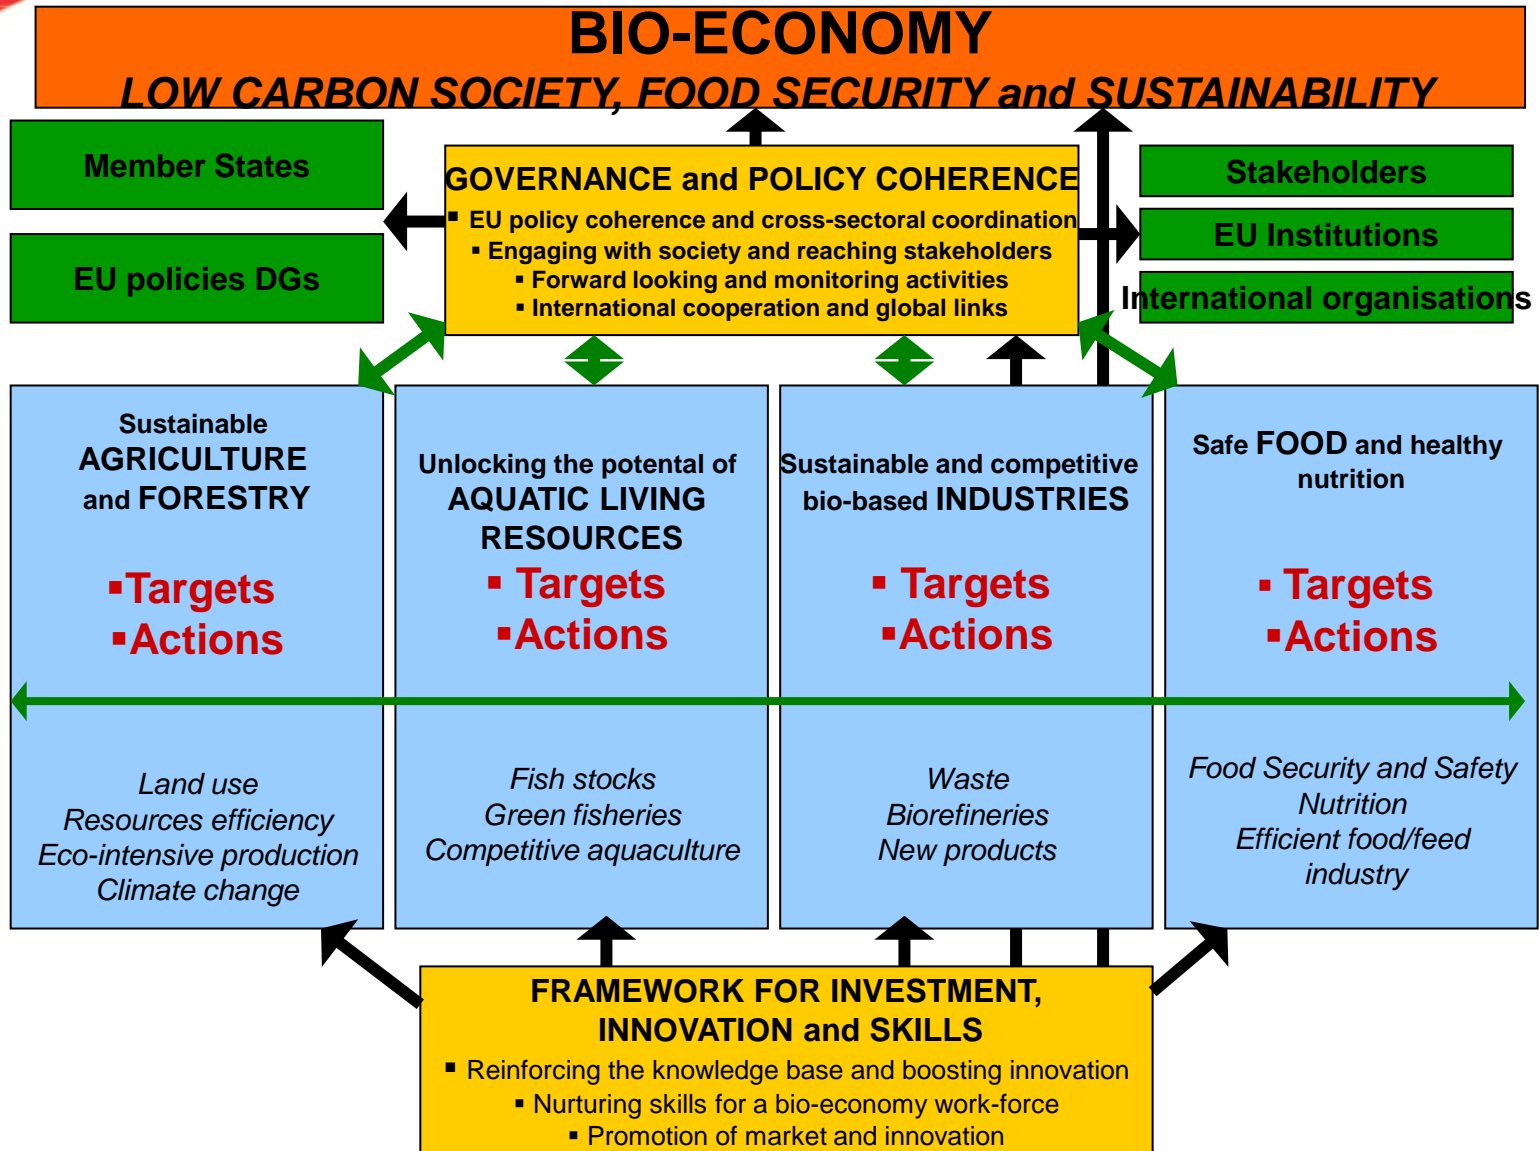 BIO-ECONOMY
LOW CARBON SOCIETY, FOOD SECURITY and SUSTAINABILITY
Member States
EU policies DGs
GOVERNANCE and POLICY COHERENCE
▪ EU policy coherence and cross-sectoral coordination
▪ Engaging with society and reaching stakeholders
▪ Forward looking and monitoring activities
▪ International cooperation and global links
Stakeholders
EU Institutions
International organisations
Sustainable
AGRICULTURE
and FORESTRY
▪Targets
▪Actions
Land use
Resources efficiency
Eco-intensive production
Climate change
Unlocking the potental of
AQUATIC LIVING
RESOURCES
▪ Targets
▪Actions
Fish stocks
Green fisheries
Competitive aquaculture
Sustainable and competitive
bio-based INDUSTRIES
▪ Targets
▪Actions
Waste
Biorefineries
New products
Safe FOOD and healthy
nutrition
▪ Targets
▪Actions
Food Security and Safety
Nutrition
Efficient food/feed
industry
FRAMEWORK FOR INVESTMENT,
INNOVATION and SKILLS
▪ Reinforcing the knowledge base and boosting innovation
▪ Nurturing skills for a bio-economy work-force
▪ Promotion of market and innovation